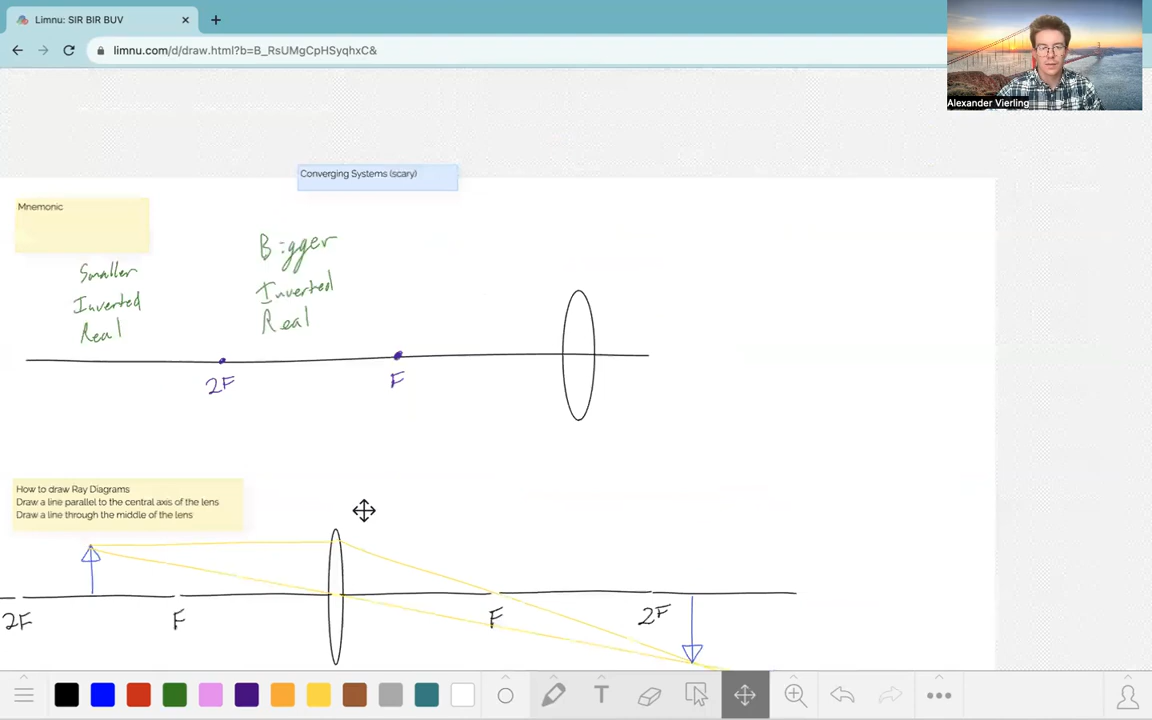 Limnu: SIR BIR BUV
limnu.com/d/draw.html?b=B_RsUMgCpHSyqhxC&
Alexander Vierling
Converging Systems (scary)
Mnemonic
Smaller
Inverted
Real
Bigger
Inverted
Real
2F
F
How to draw Ray Diagrams
Draw a line parallel to the central axis of the lens
Draw a line through the middle of the lens
2F
F
F
2F
T